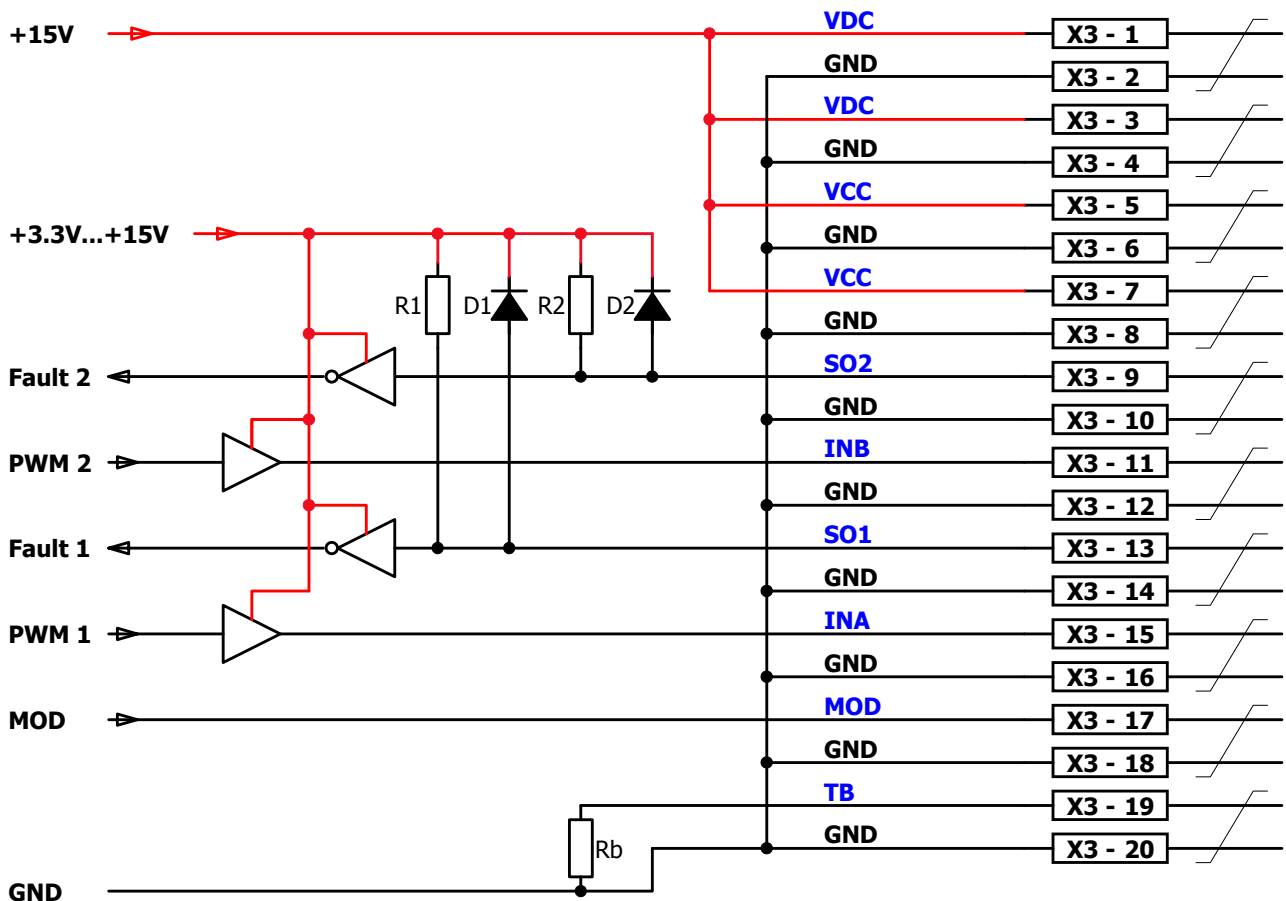 +15V VDC X3 - 1
GND X3 - 2
VDC X3 - 3
GND X3 - 4
VCC X3 - 5
+3.3V...+15V GND X3 - 6
VCC X3 - 7
R1 D1 R2 D2
GND X3 - 8
Fault 2 SO2 X3 - 9
GND X3 - 10
PWM 2 INB X3 - 11
GND X3 - 12
Fault 1 SO1 X3 - 13
GND X3 - 14
PWM 1 INA X3 - 15
GND X3 - 16
MOD MOD X3 - 17
GND X3 - 18
TB X3 - 19
Rb GND X3 - 20
GND